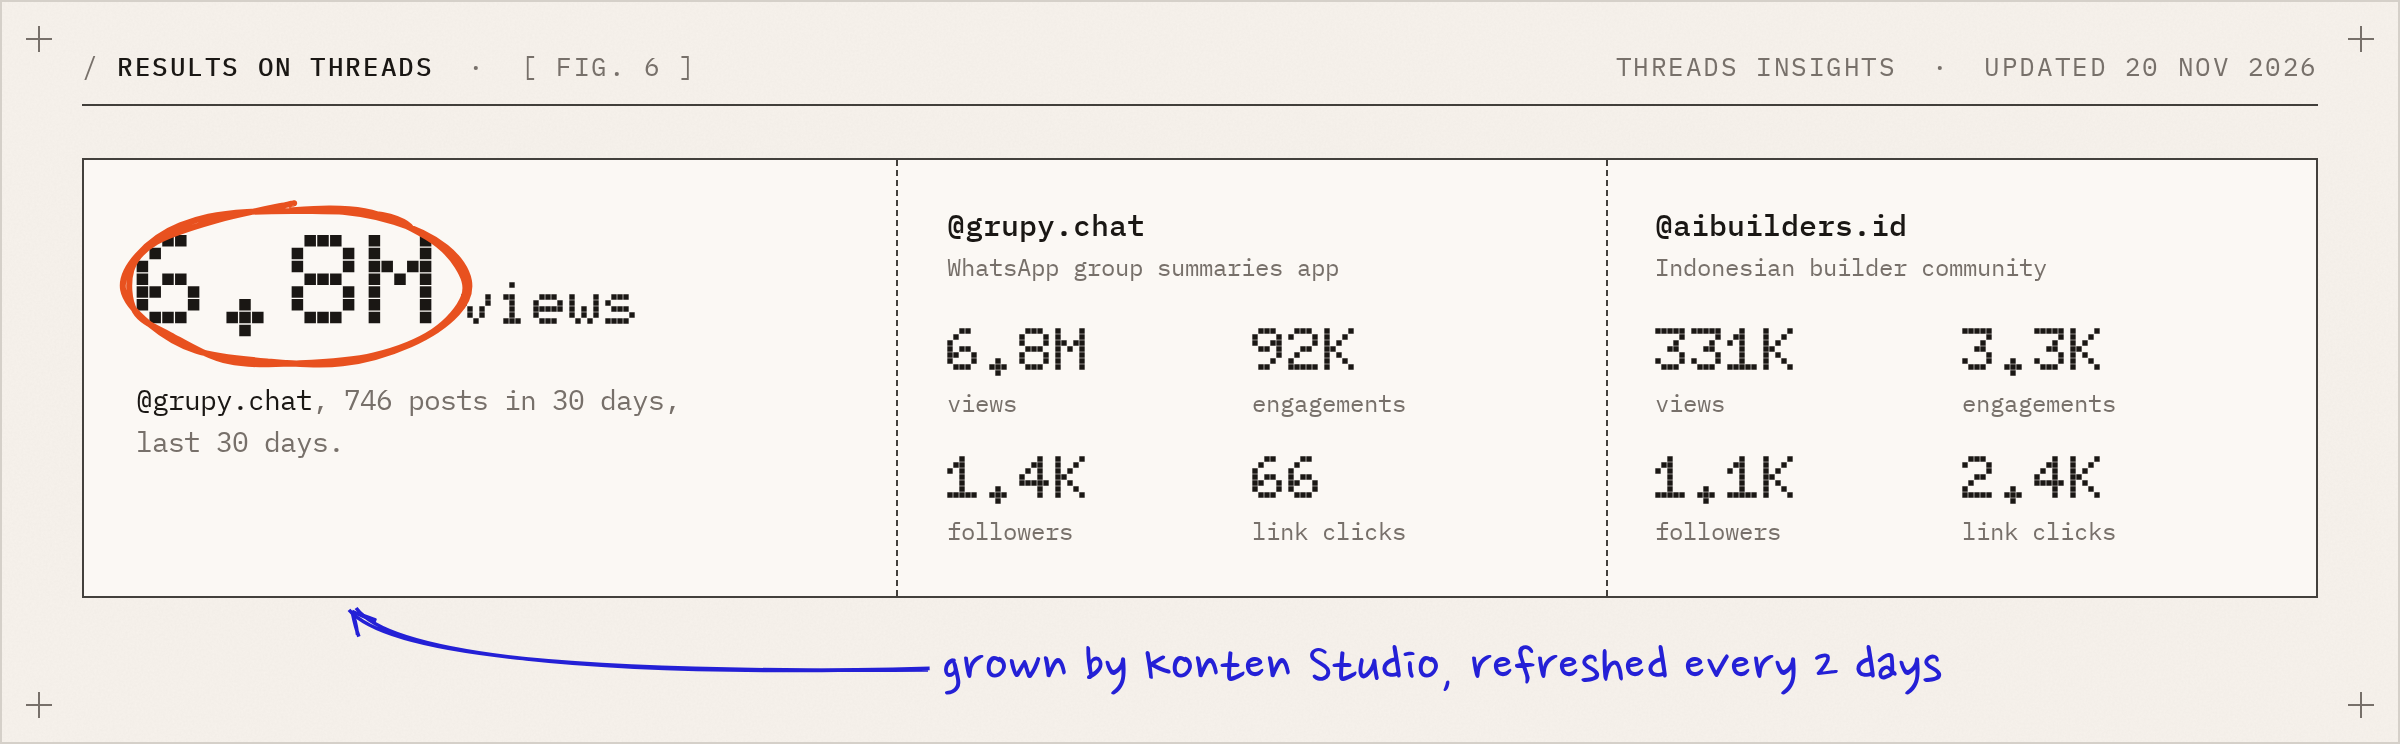 / RESULTS ON THREADS · [ FIG. 6 ]
THREADS INSIGHTS · UPDATED 20 NOV 2026
6.8M views
@grupy.chat, 746 posts in 30 days,
last 30 days.
@grupy.chat
WhatsApp group summaries app
6.8M 92K
views engagements
1.4K 66
followers link clicks
@aibuilders.id
Indonesian builder community
331K 3.3K
views engagements
1.1K 2.4K
followers link clicks
grown by Konten Studio, refreshed every 2 days